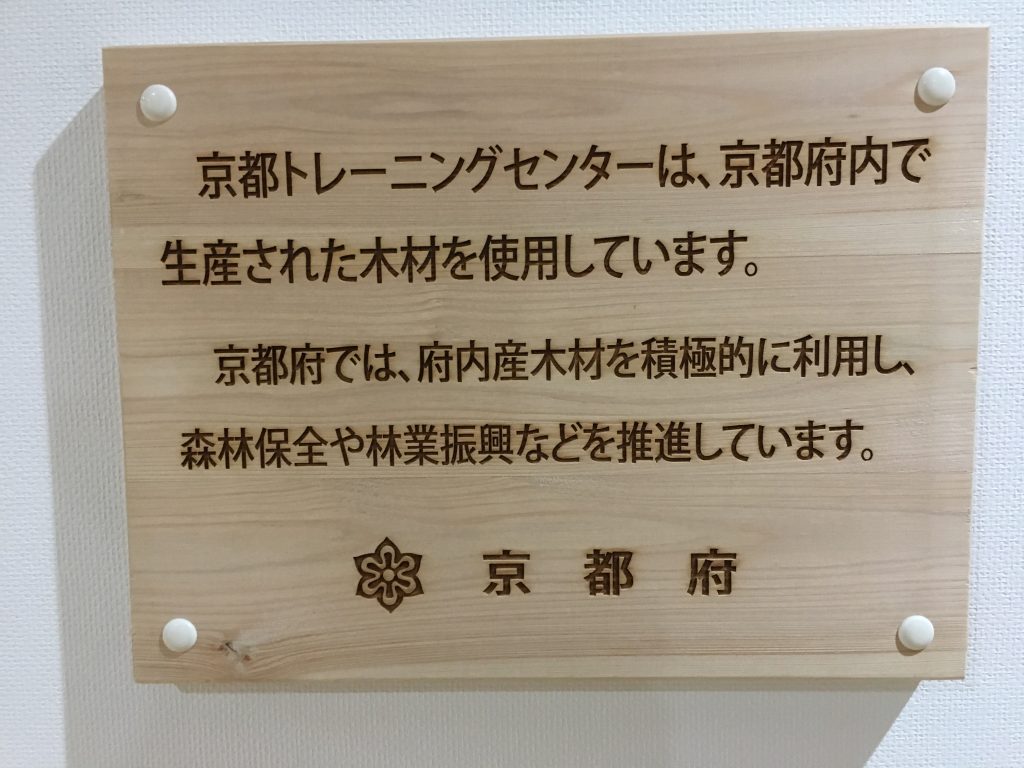 京都トレーニングセンターは、京都府内で
生産された木材を使用しています。
京都府では、府内産木材を積極的に利用し、
森林保全や林業振興などを推進しています。
京都府